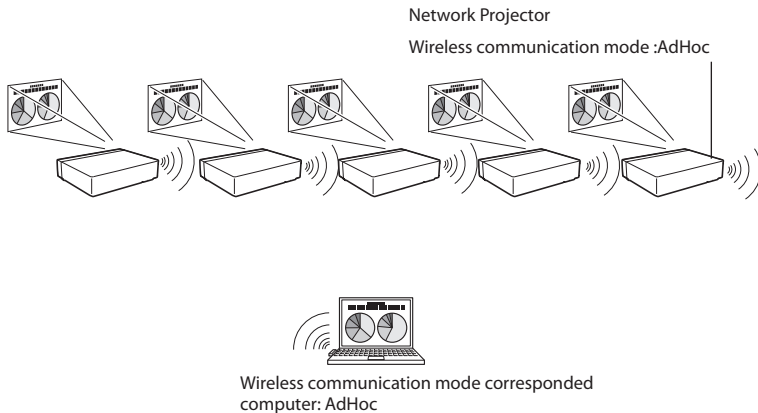 Network Projector
Wireless communication mode :AdHoc
Wireless communication mode corresponded
computer: AdHoc